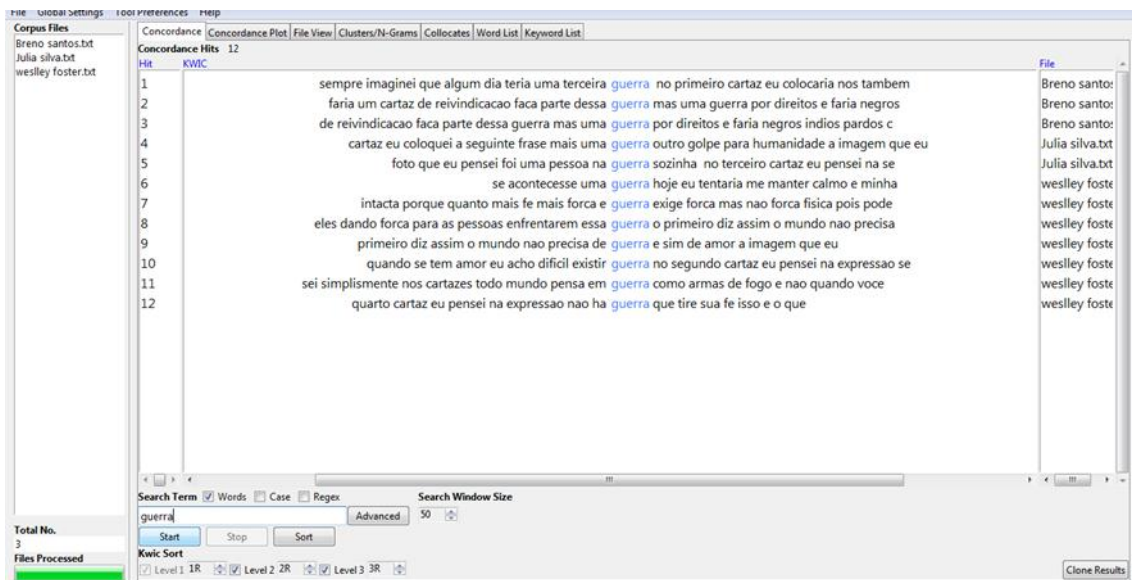 File Global Settings Tool Preferences Help
Corpus Files
Breno santos.txt
Julia silva.txt
weslley foster.txt
Concordance Concordance Plot File View Clusters/N-Grams Collocates Word List Keyword List
Concordance Hits 12
Hit KWIC File
1 sempre imaginei que algum dia teria uma terceira guerra no primeiro cartaz eu colocaria nos tambem Breno santos
2 faria um cartaz de reivindicacao faca parte dessa guerra mas uma guerra por direitos e faria negros Breno santos
3 de reivindicacao faca parte dessa guerra mas uma guerra por direitos e faria negros indios pardos c Breno santos
4 cartaz eu coloquei a seguinte frase mais uma guerra outro golpe para humanidade a imagem que eu Julia silva.txt
5 foto que eu pensei foi uma pessoa na guerra sozinha no terceiro cartaz eu pensei na se Julia silva.txt
6 se acontecesse uma guerra hoje eu tentaria me manter calmo e minha weslley foste
7 intacta porque quanto mais fe mais forca e guerra exige forca mas nao forca fisica pois pode weslley foste
8 eles dando forca para as pessoas enfrentarem essa guerra o primeiro diz assim o mundo nao precisa weslley foste
9 primeiro diz assim o mundo nao precisa de guerra e sim de amor a imagem que eu weslley foste
10 quando se tem amor eu acho dificil existir guerra no segundo cartaz eu pensei na expressao se weslley foste
11 sei simplismente nos cartazes todo mundo pensa em guerra como armas de fogo e nao quando voce weslley foste
12 quarto cartaz eu pensei na expressao nao ha guerra que tire sua fe isso e o que weslley foste
Search Term Words Case Regex Search Window Size
guerra Advanced 50
Start Stop Sort
Kwic Sort
Level 1 1R Level 2 2R Level 3 3R
Total No.
3
Files Processed
Clone Results